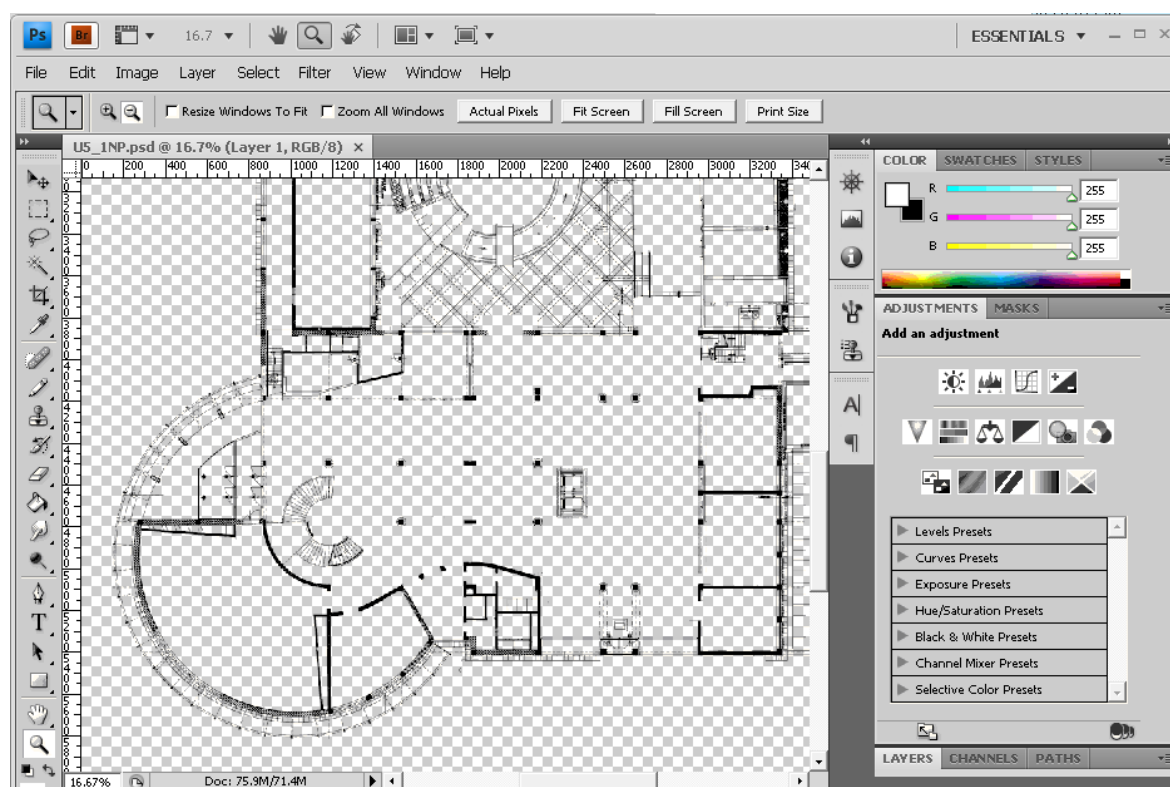 Ps Br 16.7 ESSENTIALS
File Edit Image Layer Select Filter View Window Help
Resize Windows To Fit Zoom All Windows Actual Pixels Fit Screen Fill Screen Print Size
U5_1NP.psd @ 16.7% (Layer 1, RGB/8) ×
0 200 400 600 800 1000 1200 1400 1600 1800 2000 2200 2400 2600 2800 3000 3200 340
COLOR SWATCHES STYLES
R 255
G 255
B 255
ADJUSTMENTS MASKS
Add an adjustment
Levels Presets
Curves Presets
Exposure Presets
Hue/Saturation Presets
Black & White Presets
Channel Mixer Presets
Selective Color Presets
LAYERS CHANNELS PATHS
16.67% Doc: 75.9M/71.4M